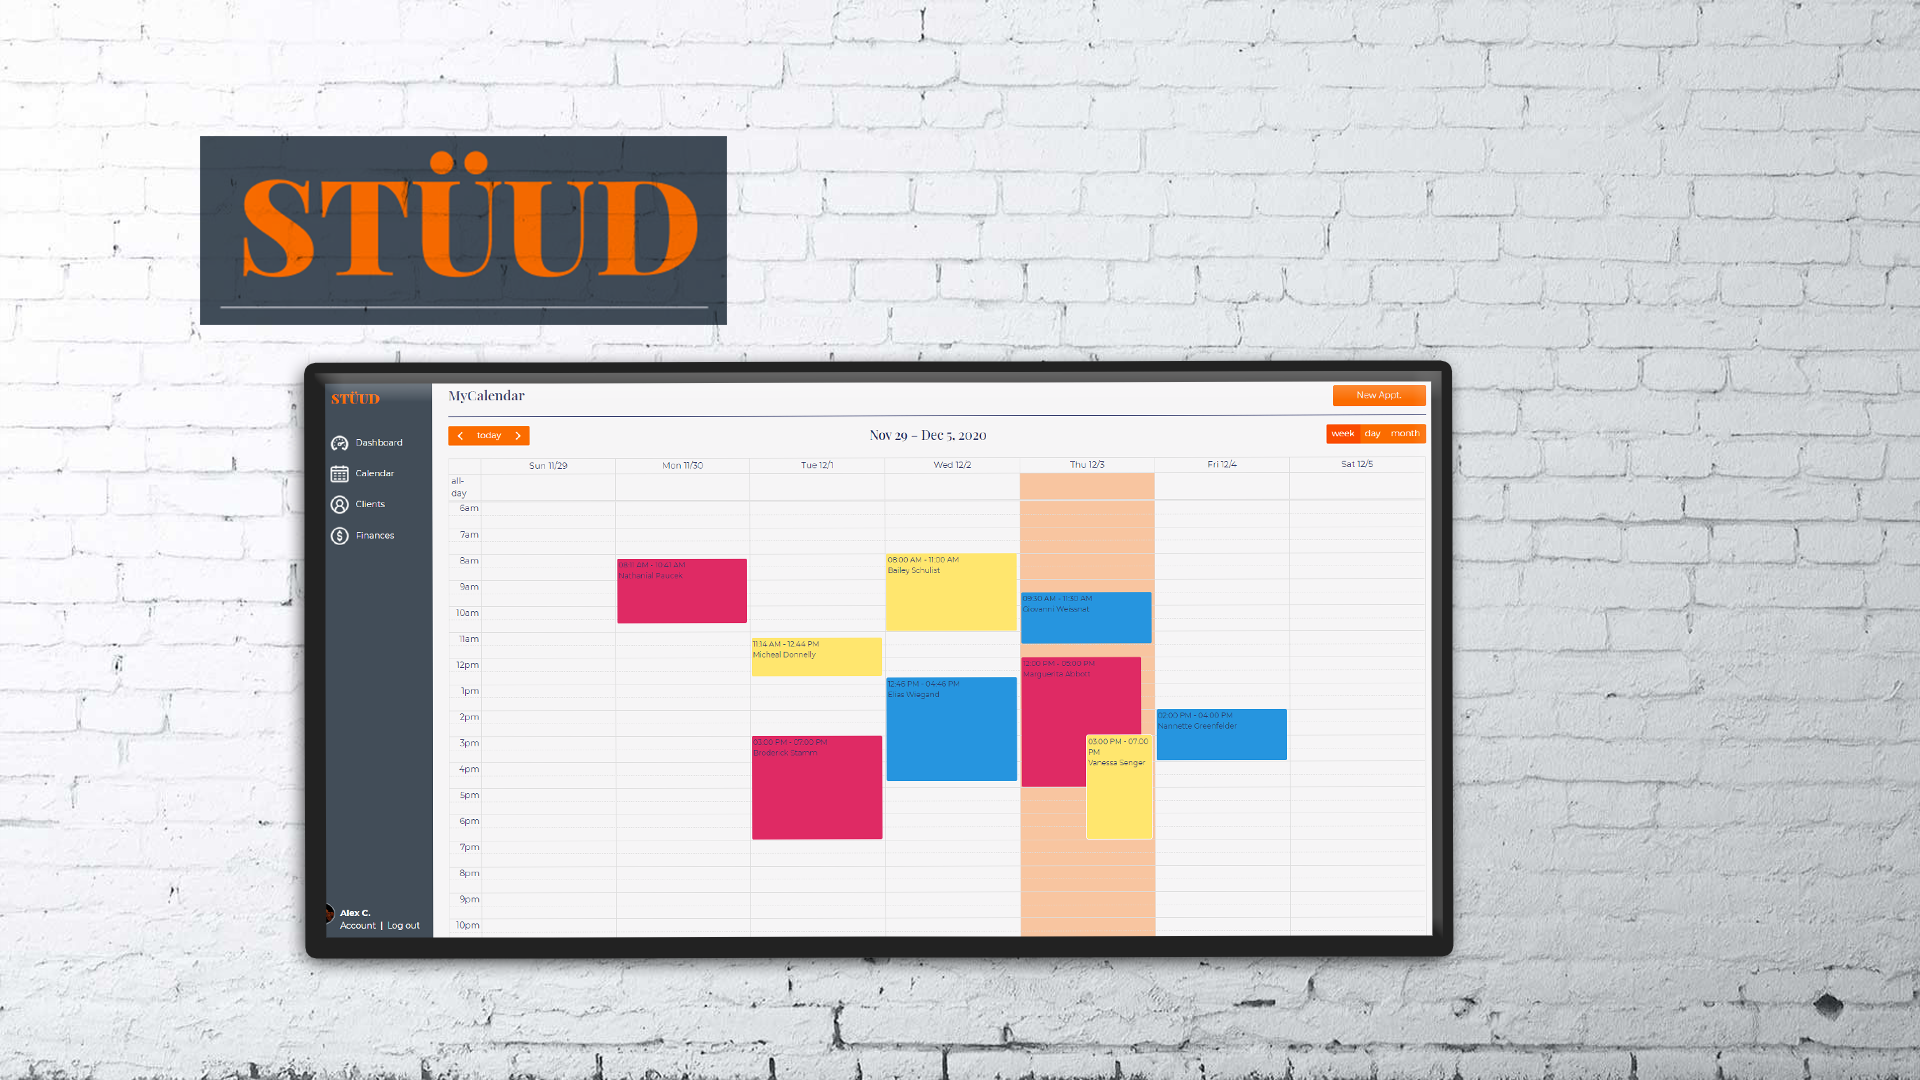 STÜUD
STÜUD
MyCalendar
New Appt.
Dashboard
Calendar
Clients
Finances
today
Nov 29 – Dec 5, 2020
week day month
Sun 11/29 Mon 11/30 Tue 12/1 Wed 12/2 Thu 12/3 Fri 12/4 Sat 12/5
all-
day
6am
7am
8am
9am
10am
11am
12pm
1pm
2pm
3pm
4pm
5pm
6pm
7pm
8pm
9pm
10pm
11:14 AM - 12:44 PM
Micheal Donnelly
03:00 PM - 07:00 PM
Broderick Stamm
08:00 AM - 11:00 AM
Bailey Schulist
12:46 PM - 04:46 PM
Elias Wiegand
09:30 AM - 11:30 AM
Giovanni Weissnat
12:00 PM - 05:00 PM
Marguerite Abbott
03:00 PM - 07:00
PM
Vanessa Senger
02:00 PM - 04:00 PM
Nannette Greenfelder
Alex C.
Account | Log out